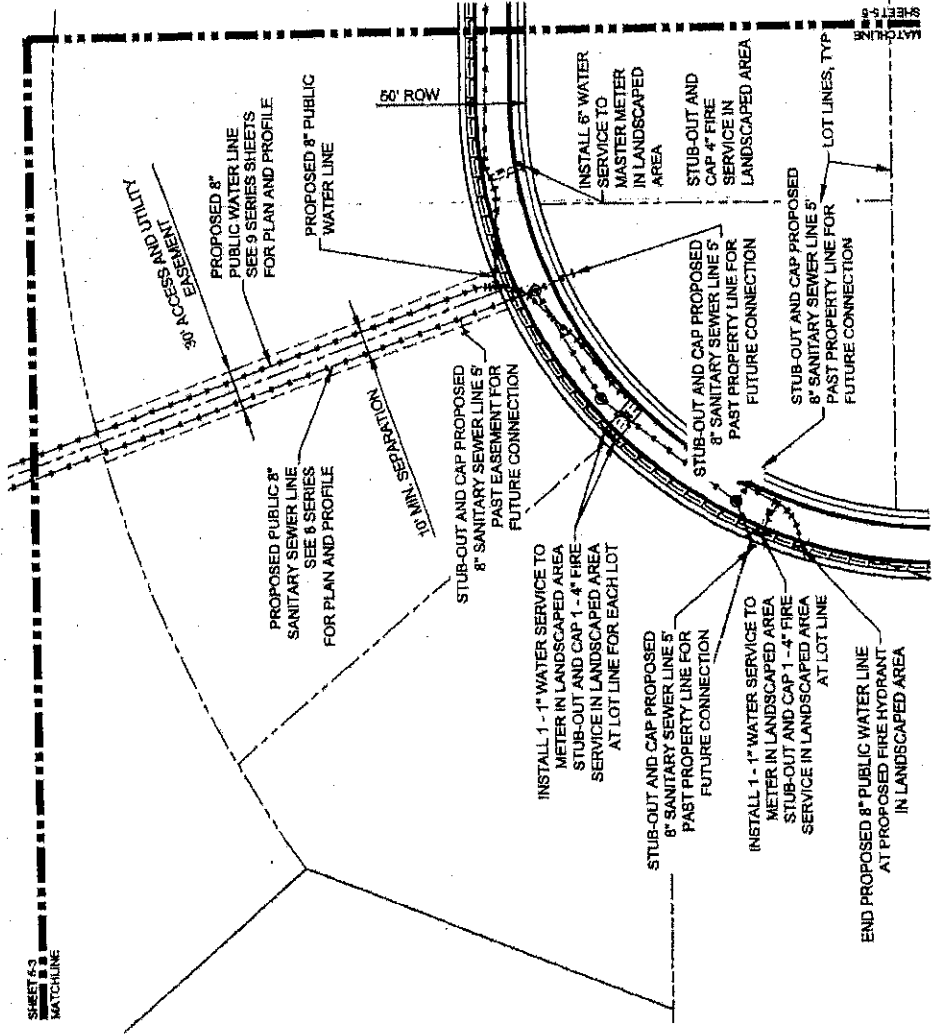 SHEET 5-3
MATCHLINE
MATCHLINE
30' ACCESS AND UTILITY
EASEMENT
PROPOSED 8"
PUBLIC WATER LINE
SEE 9 SERIES SHEETS
FOR PLAN AND PROFILE
PROPOSED 8" PUBLIC
WATER LINE
50' ROW
INSTALL 6" WATER
SERVICE TO
MASTER METER
IN LANDSCAPED
AREA
STUB-OUT AND
CAP 4" FIRE
SERVICE IN
LANDSCAPED AREA
LOT LINES, TYP
PROPOSED PUBLIC 8"
SANITARY SEWER LINE
SEE 8 SERIES
FOR PLAN AND PROFILE
10' MIN. SEPARATION
STUB-OUT AND CAP PROPOSED
8" SANITARY SEWER LINE 5'
PAST EASEMENT FOR
FUTURE CONNECTION
STUB-OUT AND CAP PROPOSED
8" SANITARY SEWER LINE 5'
PAST PROPERTY LINE FOR
FUTURE CONNECTION
STUB-OUT AND CAP PROPOSED
8" SANITARY SEWER LINE 5'
PAST PROPERTY LINE FOR
FUTURE CONNECTION
INSTALL 1 - 1" WATER SERVICE TO
METER IN LANDSCAPED AREA
STUB-OUT AND CAP 1 - 4" FIRE
SERVICE IN LANDSCAPED AREA
AT LOT LINE FOR EACH LOT
STUB-OUT AND CAP PROPOSED
8" SANITARY SEWER LINE 5'
PAST PROPERTY LINE FOR
FUTURE CONNECTION
INSTALL 1 - 1" WATER SERVICE TO
METER IN LANDSCAPED AREA
STUB-OUT AND CAP 1 - 4" FIRE
SERVICE IN LANDSCAPED AREA
AT LOT LINE
END PROPOSED 8" PUBLIC WATER LINE
AT PROPOSED FIRE HYDRANT
IN LANDSCAPED AREA